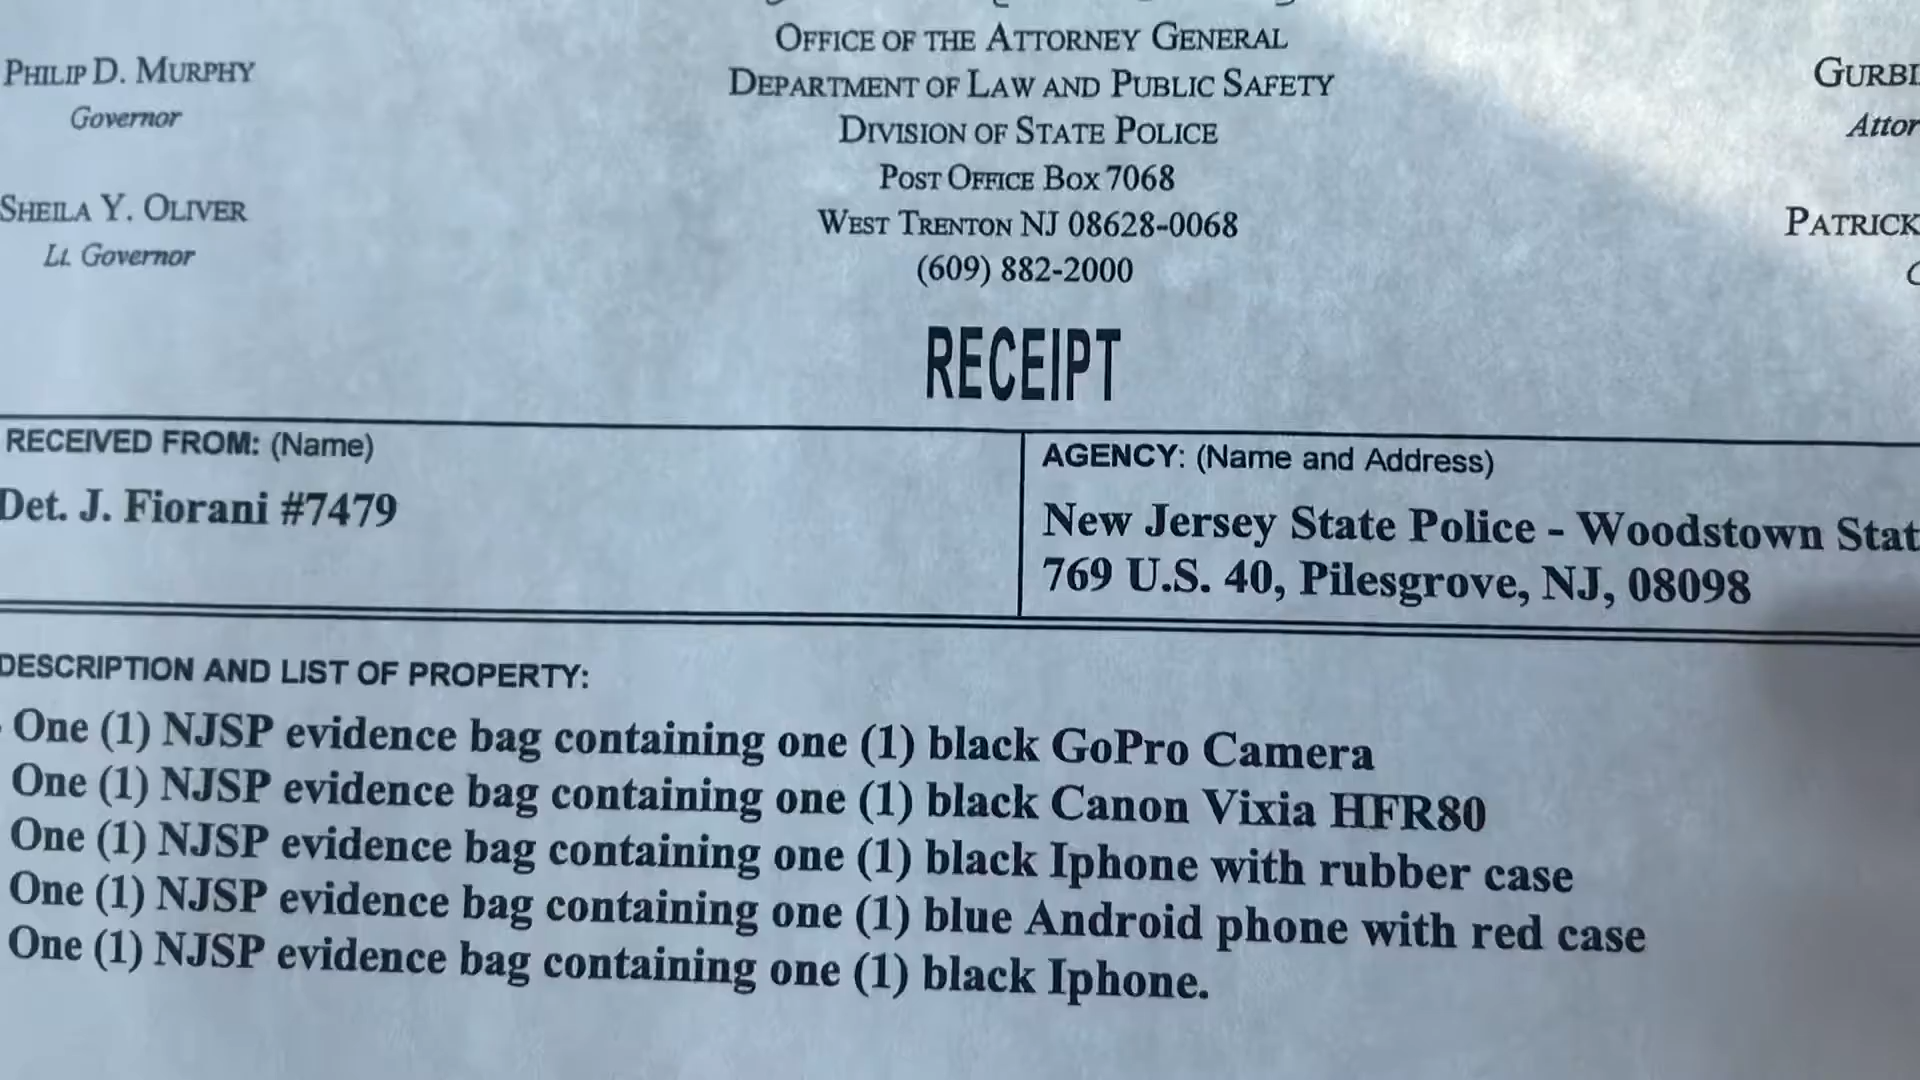 OFFICE OF THE ATTORNEY GENERAL
DEPARTMENT OF LAW AND PUBLIC SAFETY
DIVISION OF STATE POLICE
POST OFFICE BOX 7068
WEST TRENTON NJ 08628-0068
(609) 882-2000
PHILIP D. MURPHY
Governor
SHEILA Y. OLIVER
Lt. Governor
PATRICK
RECEIPT
RECEIVED FROM: (Name)
Det. J. Fiorani #7479
AGENCY: (Name and Address)
New Jersey State Police - Woodstown
769 U.S. 40, Pilesgrove, NJ, 08098
DESCRIPTION AND LIST OF PROPERTY:
One (1) NJSP evidence bag containing one (1) black GoPro Camera
One (1) NJSP evidence bag containing one (1) black Canon Vixia HFR80
One (1) NJSP evidence bag containing one (1) black Iphone with rubber case
One (1) NJSP evidence bag containing one (1) blue Android phone with red case
One (1) NJSP evidence bag containing one (1) black Iphone.